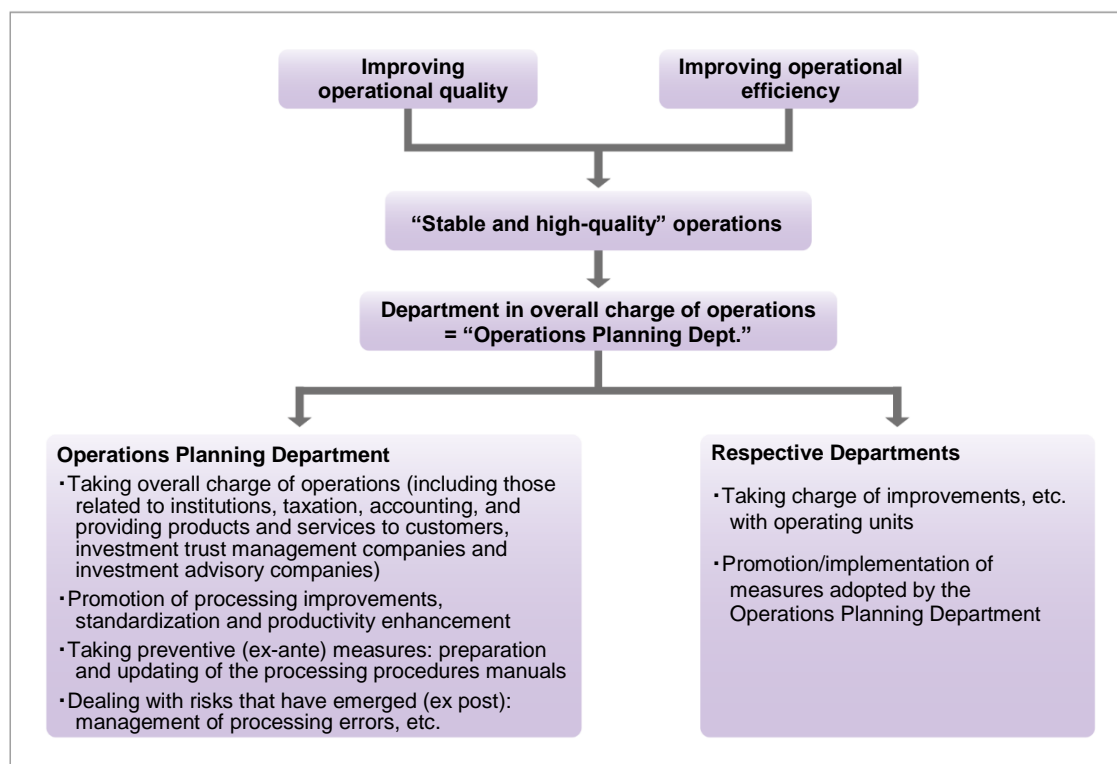 Improving
operational quality
Improving operational
efficiency
“Stable and high-quality” operations
Department in overall charge of operations
= “Operations Planning Dept.”
Operations Planning Department
・Taking overall charge of operations (including those
related to institutions, taxation, accounting, and
providing products and services to customers,
investment trust management companies and
investment advisory companies)
・Promotion of processing improvements,
standardization and productivity enhancement
・Taking preventive (ex-ante) measures: preparation
and updating of the processing procedures manuals
・Dealing with risks that have emerged (ex post):
management of processing errors, etc.
Respective Departments
・Taking charge of improvements, etc.
with operating units
・Promotion/implementation of
measures adopted by the
Operations Planning Department